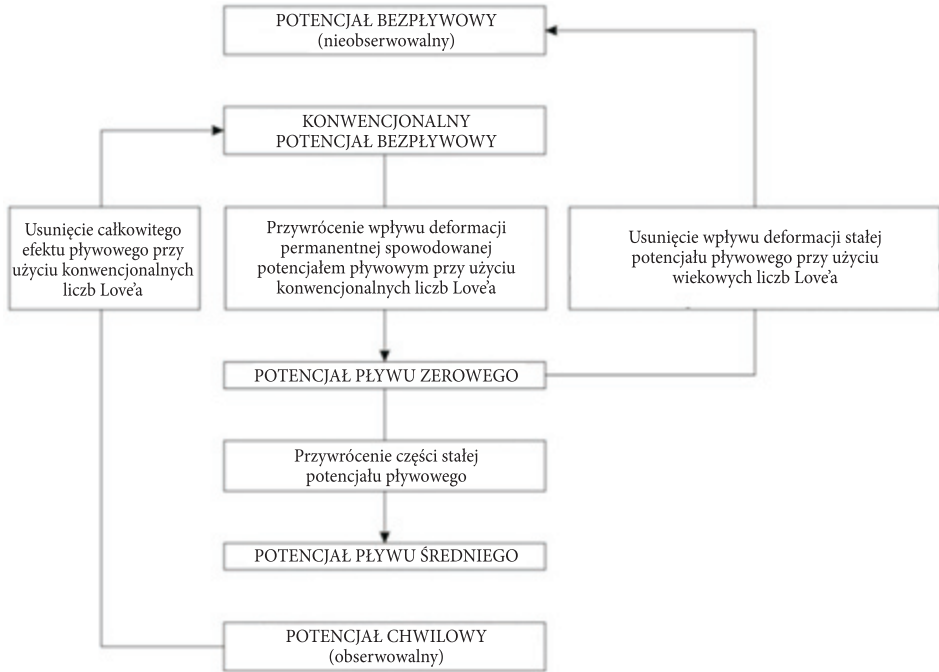 POTENCJAŁ BEZPŁYWOWY
(nieobserwowalny)
KONWENCJONALNY
POTENCJAŁ BEZPŁYWOWY
Usunięcie całkowitego
efektu pływowego przy
użyciu konwencjonalnych
liczb Love’a
Przywrócenie wpływu deformacji
permanentnej spowodowanej
potencjałem pływowym przy użyciu
konwencjonalnych liczb Love’a
Usunięcie wpływu deformacji stałej
potencjału pływowego przy użyciu
wiekowych liczb Love’a
POTENCJAŁ PŁYWU ZEROWEGO
Przywrócenie części stałej
potencjału pływowego
POTENCJAŁ PŁYWU ŚREDNIEGO
POTENCJAŁ CHWILOWY
(obserwowalny)